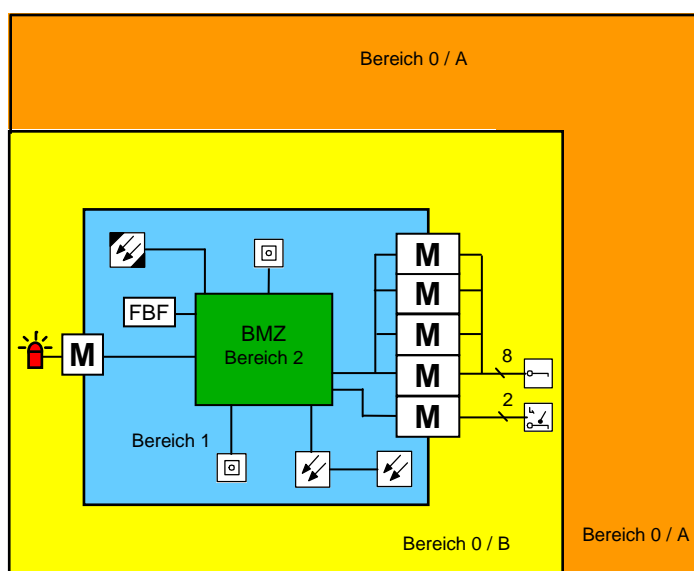 Bereich 0 / A
M
M
FBF
BMZ
M
M
Bereich 2
M
8
Bereich 1
M
2
Bereich 0 / B
Bereich 0 / A